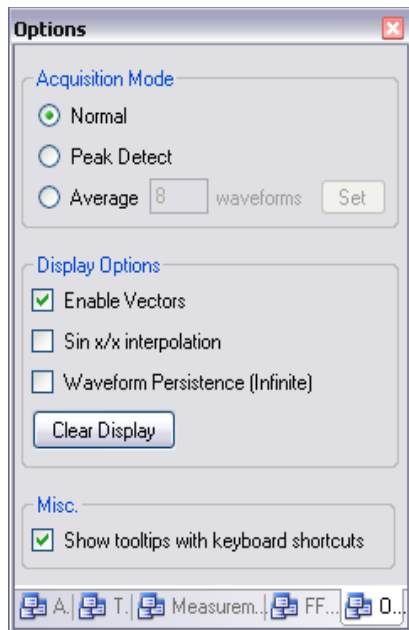 Options
Acquisition Mode
Normal
Peak Detect
Average 8 waveforms Set
Display Options
Enable Vectors
Sin x/x interpolation
Waveform Persistence (Infinite)
Clear Display
Misc.
Show tooltips with keyboard shortcuts
A. T. Measurem... FF... O...